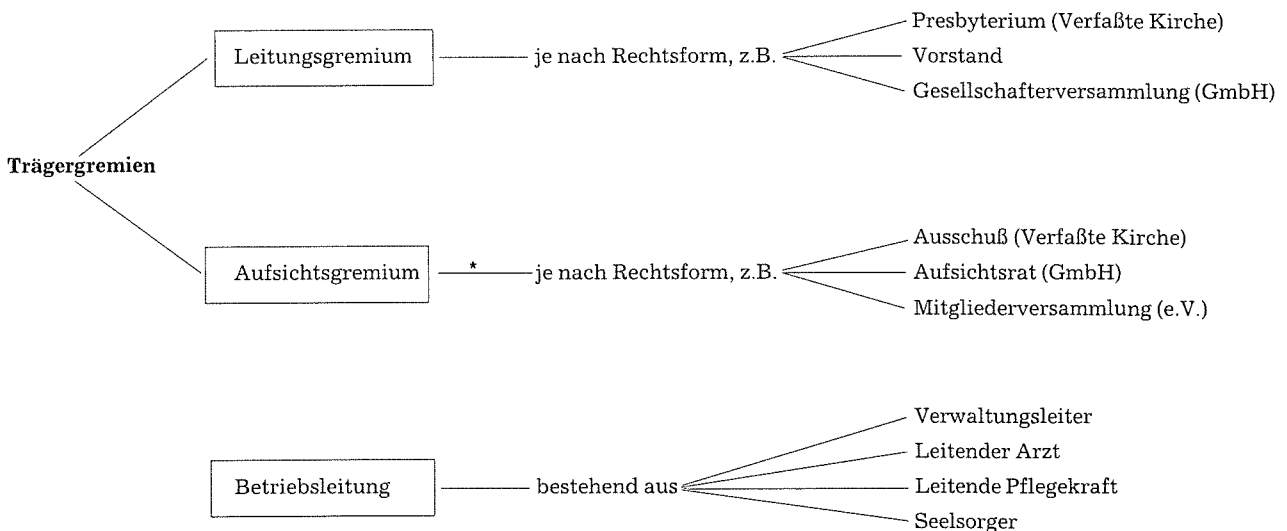 Presbyterium (Verfaßte Kirche)
Leitungsgremium je nach Rechtsform, z.B. Vorstand
Gesellschafterversammlung (GmbH)
Trägergremien
Ausschuß (Verfaßte Kirche)
Aufsichtsgremium * je nach Rechtsform, z.B. Aufsichtsrat (GmbH)
Mitgliederversammlung (e.V.)
Verwaltungsleiter
Leitender Arzt
Betriebsleitung bestehend aus Leitende Pflegekraft
Seelsorger